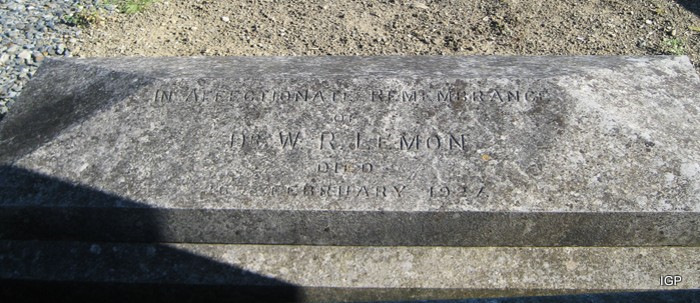 IN AFFECTIONATE REMEMBRANCE
OF
DR W. R. LEMON
DIED
FEBRUARY
IGP